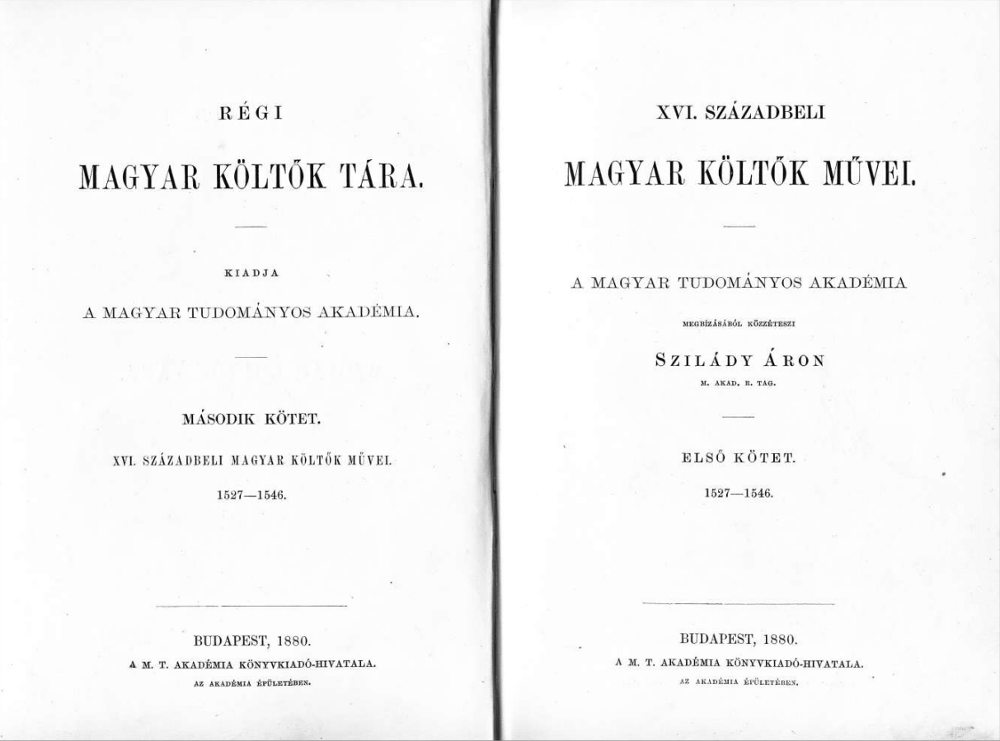 RÉGI
MAGYAR KÖLTŐK TÁRA.
KIADJA
A MAGYAR TUDOMÁNYOS AKADÉMIA.
MÁSODIK KÖTET.
XVI. SZÁZADBELI MAGYAR KÖLTŐK MŰVEI.
1527—1546.
BUDAPEST, 1880.
A M. T. AKADÉMIA KÖNYVKIADÓ-HIVATALA.
AZ AKADÉMIA ÉPÜLETÉBEN.
XVI. SZÁZADBELI
MAGYAR KÖLTŐK MŰVEI.
A MAGYAR TUDOMÁNYOS AKADÉMIA
MEGBÍZÁSÁBÓL KÖZZÉTESZI
SZILÁDY ÁRON
M. AKAD. R. TAG.
ELSŐ KÖTET.
1527—1546.
BUDAPEST, 1880.
A M. T. AKADÉMIA KÖNYVKIADÓ-HIVATALA.
AZ AKADÉMIA ÉPÜLETÉBEN.